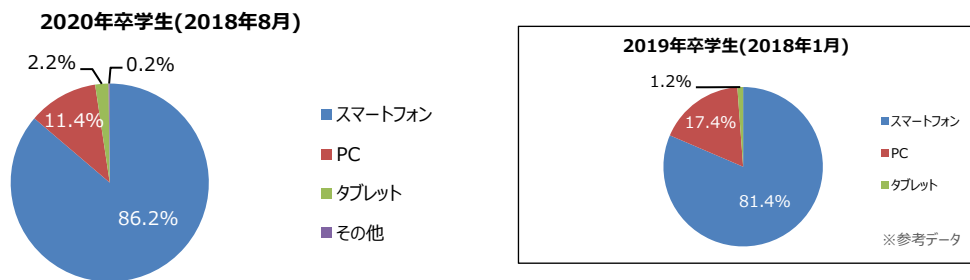 2020年卒学生(2018年8月)
2.2%
0.2%
11.4%
86.2%
スマートフォン
PC
タブレット
その他
2019年卒学生(2018年1月)
1.2%
17.4%
81.4%
スマートフォン
PC
タブレット
※参考データ